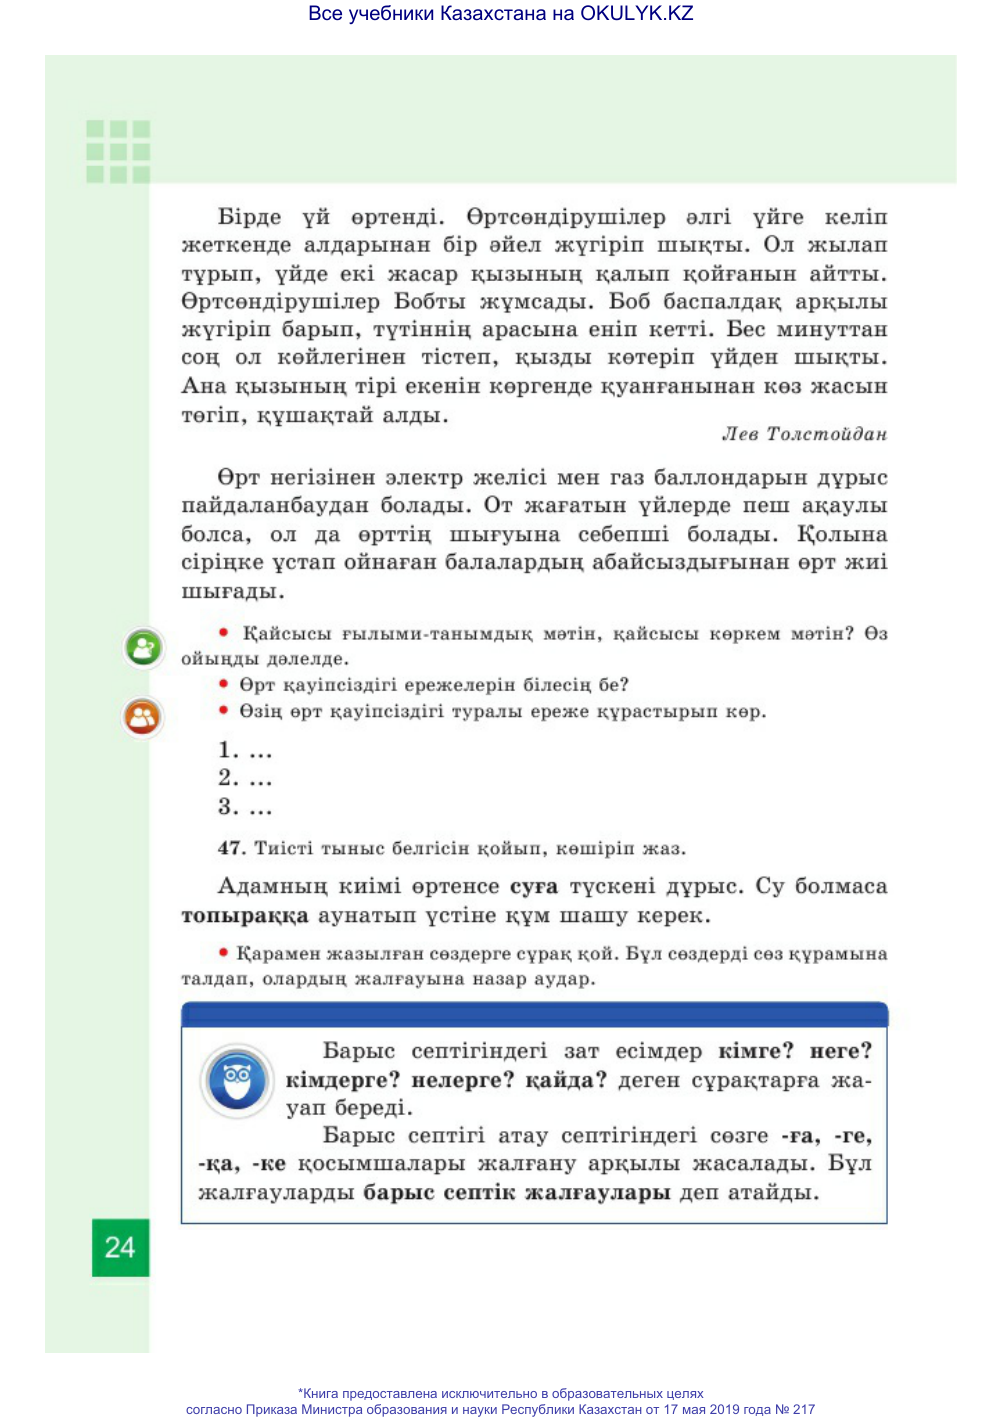 Все учебники Казахстана на OKULYK.KZ
Бірде үй өртенді. Өртсөндірушілер әлгі үйге келіп
жеткенде алдарынан бір әйел жүгіріп шықты. Ол жылап
тұрып, үйде екі жасар қызының қалып қойғанын айтты.
Өртсөндірушілер Бобты жұмсады. Боб баспалдақ арқылы
жүгіріп барып, түтіннің арасына еніп кетті. Бес минуттан
соң ол көйлегінен тістеп, қызды көтеріп үйден шықты.
Ана қызының тірі екенін көргенде қуанғанынан көз жасын
төгіп, құшақтай алды.
Лев Толстойдан
Өрт негізінен электр желісі мен газ баллондарын дұрыс
пайдаланбаудан болады. От жағатын үйлерде пеш ақаулы
болса, ол да өрттің шығуына себепші болады. Қолына
сіріңке ұстап ойнаған балалардың абайсыздығынан өрт жиі
шығады.
• Қайсысы ғылыми-танымдық мәтін, қайсысы көркем мәтін? Өз
ойыңды дәлелде.
• Өрт қауіпсіздігі ережелерін білесің бе?
• Өзің өрт қауіпсіздігі туралы ереже құрастырып көр.
1. ...
2. ...
3. ...
47. Тиісті тыныс белгісін қойып, көшіріп жаз.
Адамның киімі өртенсе суға түскені дұрыс. Су болмаса
топыраққа аунатып үстіне құм шашу керек.
• Қарамен жазылған сөздерге сұрақ қой. Бұл сөздерді сөз құрамына
талдап, олардың жалғауына назар аудар.
Барыс септігіндегі зат есімдер кімге? неге?
кімдерге? нелерге? қайда? деген сұрақтарға жа-
уап береді.
Барыс септігі атау септігіндегі сөзге -ға, -ге,
-қа, -ке қосымшалары жалғану арқылы жасалады. Бұл
жалғауларды барыс септік жалғаулары деп атайды.
24
*Книга предоставлена исключительно в образовательных целях
согласно Приказа Министра образования и науки Республики Казахстан от 17 мая 2019 года № 217